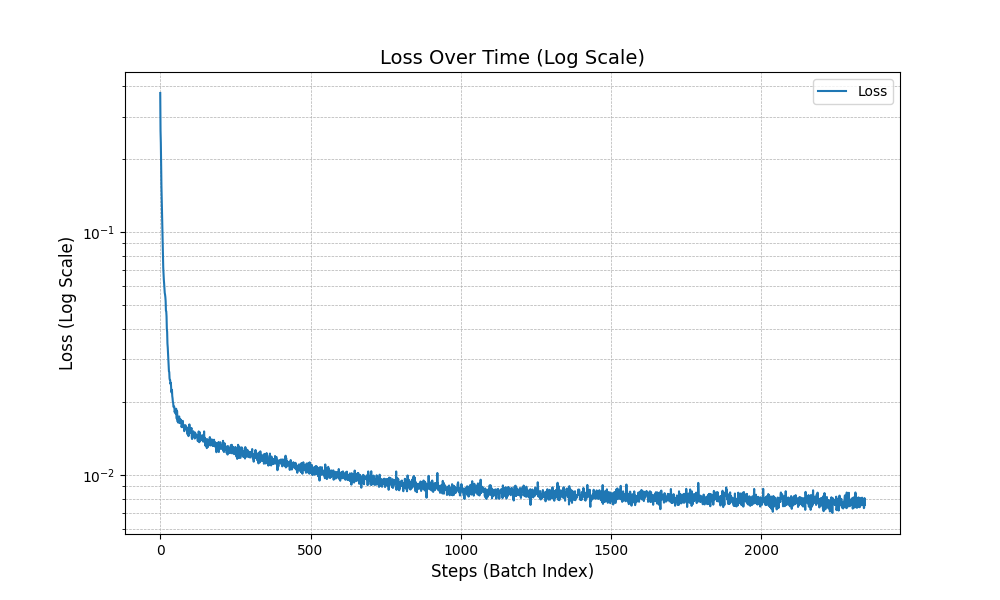 Loss Over Time (Log Scale)
Loss
10⁻¹
10⁻²
Loss (Log Scale)
0 500 1000 1500 2000
Steps (Batch Index)